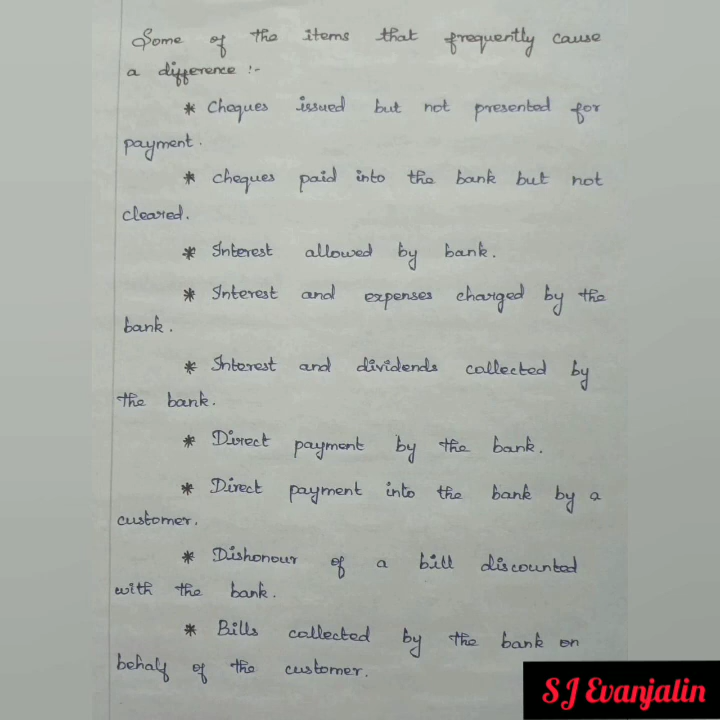 Some of the items that frequently cause
a difference :-
* Cheques issued but not presented for
payment.
* cheques paid into the bank but not
cleared.
* Interest allowed by bank.
* Interest and expenses charged by the
bank.
* Interest and dividends collected by
the bank.
* Direct payment by the bank.
* Direct payment into the bank by a
customer.
* Dishonour of a bill discounted
with the bank.
* Bills collected by the bank on
behalf of the customer.
SJ Evanjalin